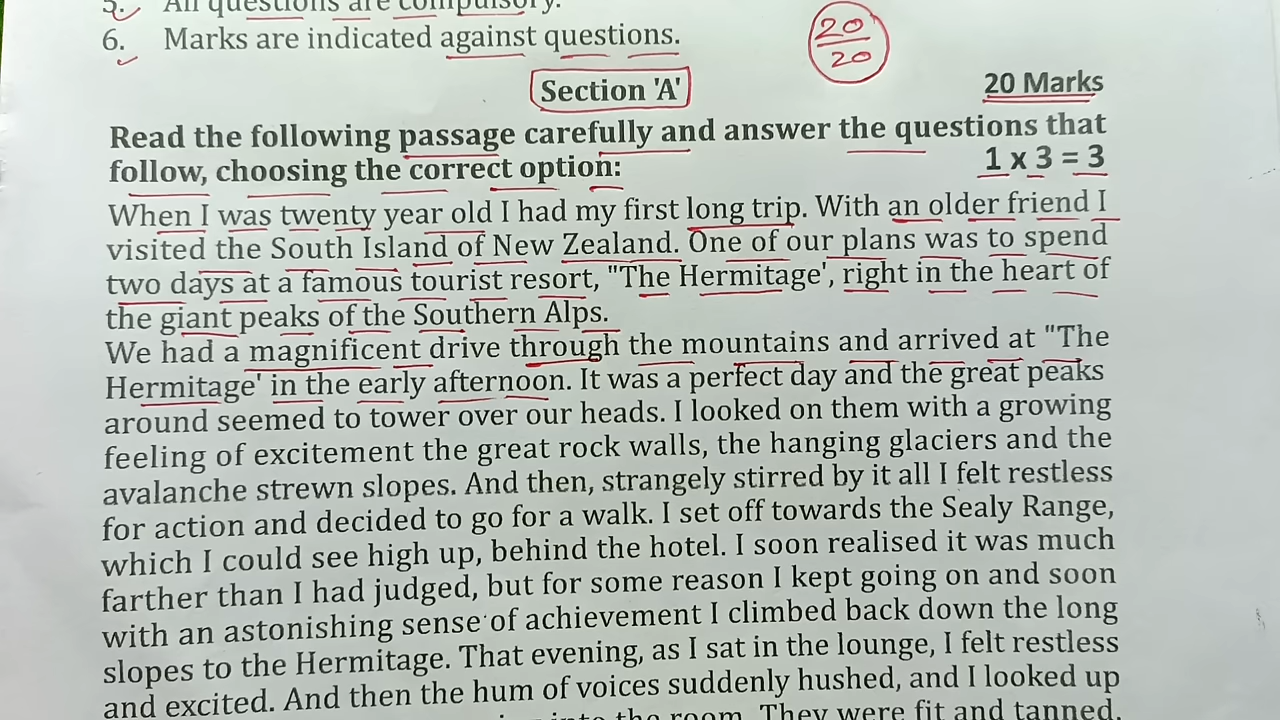 5. All questions are compulsory.
6. Marks are indicated against questions.
20
20
Section 'A'
20 Marks
Read the following passage carefully and answer the questions that
follow, choosing the correct option: 1 x 3 = 3
When I was twenty year old I had my first long trip. With an older friend I
visited the South Island of New Zealand. One of our plans was to spend
two days at a famous tourist resort, "The Hermitage', right in the heart of
the giant peaks of the Southern Alps.
We had a magnificent drive through the mountains and arrived at "The
Hermitage' in the early afternoon. It was a perfect day and the great peaks
around seemed to tower over our heads. I looked on them with a growing
feeling of excitement the great rock walls, the hanging glaciers and the
avalanche strewn slopes. And then, strangely stirred by it all I felt restless
for action and decided to go for a walk. I set off towards the Sealy Range,
which I could see high up, behind the hotel. I soon realised it was much
farther than I had judged, but for some reason I kept going on and soon
with an astonishing sense of achievement I climbed back down the long
slopes to the Hermitage. That evening, as I sat in the lounge, I felt restless
and excited. And then the hum of voices suddenly hushed, and I looked up
into the room. They were fit and tanned.